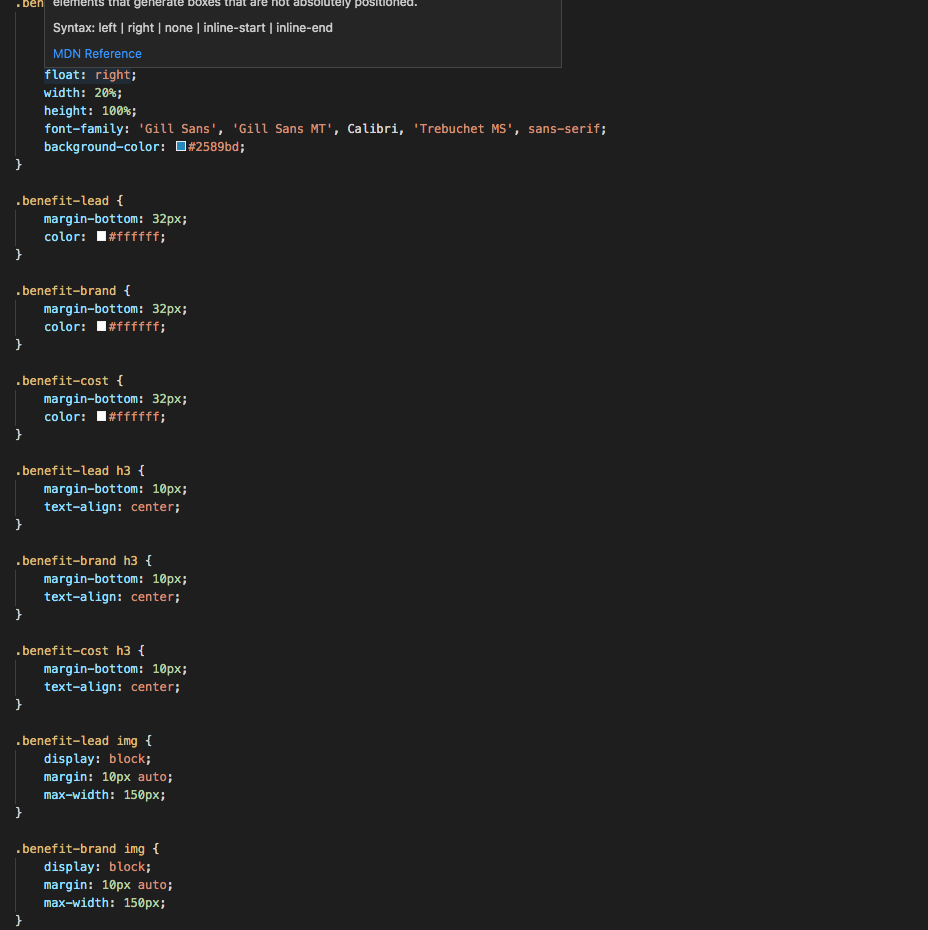 .ben
elements that generate boxes that are not absolutely positioned.
Syntax: left | right | none | inline-start | inline-end
MDN Reference
    float: right;
    width: 20%;
    height: 100%;
    font-family: 'Gill Sans', 'Gill Sans MT', Calibri, 'Trebuchet MS', sans-serif;
    background-color: #2589bd;
}

.benefit-lead {
    margin-bottom: 32px;
    color: #ffffff;
}

.benefit-brand {
    margin-bottom: 32px;
    color: #ffffff;
}

.benefit-cost {
    margin-bottom: 32px;
    color: #ffffff;
}

.benefit-lead h3 {
    margin-bottom: 10px;
    text-align: center;
}

.benefit-brand h3 {
    margin-bottom: 10px;
    text-align: center;
}

.benefit-cost h3 {
    margin-bottom: 10px;
    text-align: center;
}

.benefit-lead img {
    display: block;
    margin: 10px auto;
    max-width: 150px;
}

.benefit-brand img {
    display: block;
    margin: 10px auto;
    max-width: 150px;
}